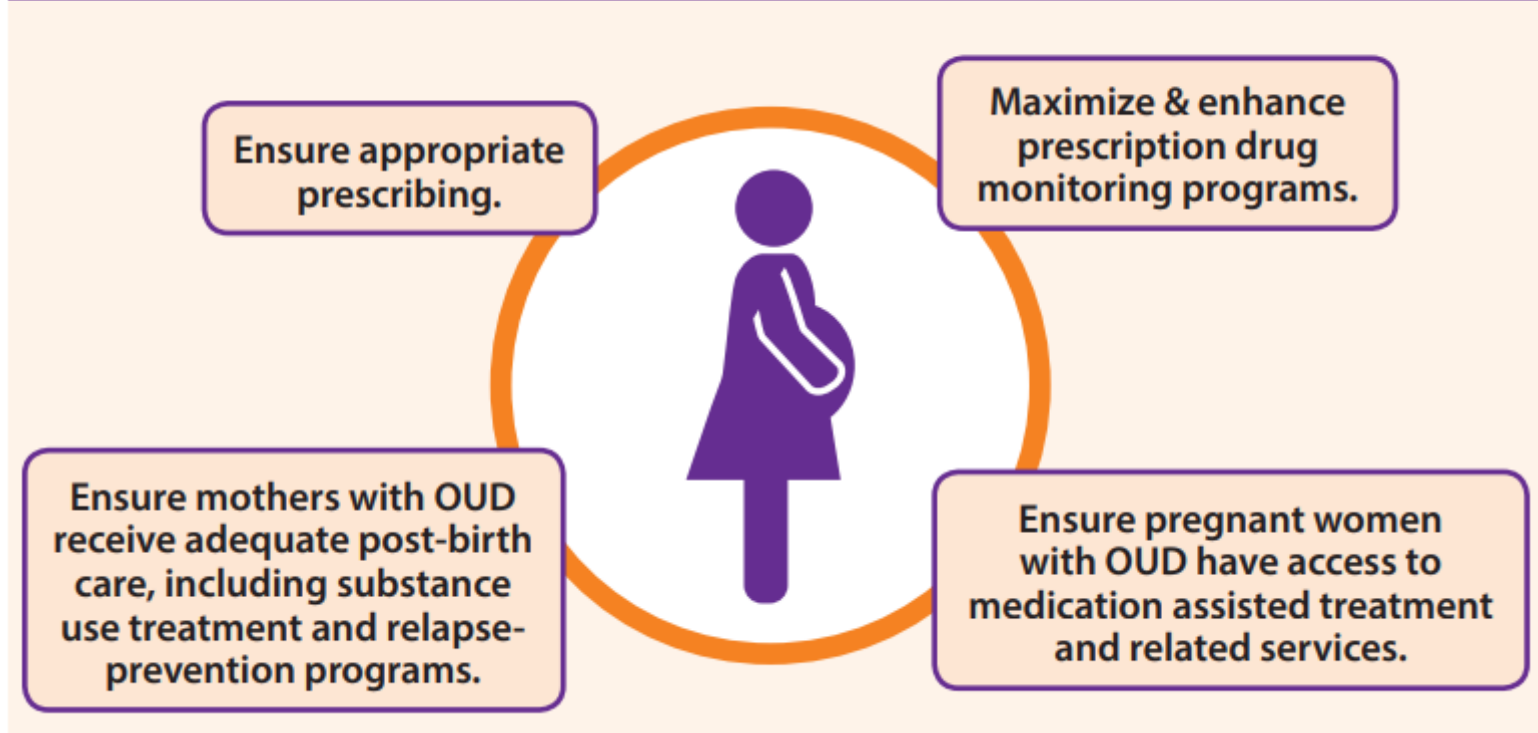 Ensure appropriate
prescribing.
Maximize & enhance
prescription drug
monitoring programs.
Ensure mothers with OUD
receive adequate post-birth
care, including substance
use treatment and relapse-
prevention programs.
Ensure pregnant women
with OUD have access to
medication assisted treatment
and related services.